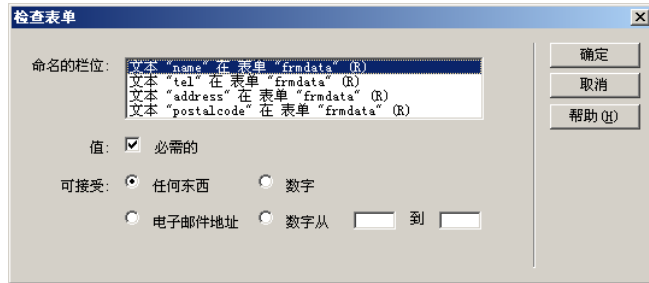 检查表单
命名的栏位:
文本 "name" 在 表单 "frmdata" (R)
文本 "tel" 在 表单 "frmdata" (R)
文本 "address" 在 表单 "frmdata" (R)
文本 "postalcode" 在 表单 "frmdata" (R)
值: 必需的
可接受: 任何东西 数字
电子邮件地址 数字从 到
确定
取消
帮助(H)